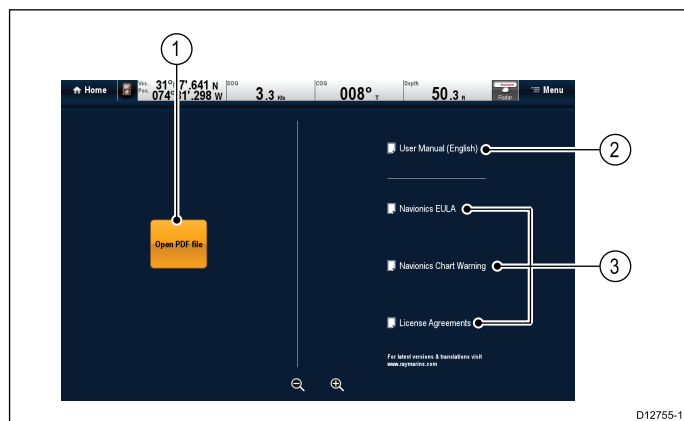 1
Home
Ves. Pos.
31° 7'.641 N
074° 31'.298 W
SOG
3.3 Kts
COG
008° T
Depth
50.3 ft
Radar
Menu
User Manual (English)
2
Navionics EULA
Open PDF file
Navionics Chart Warning
3
License Agreements
For latest versions & translations visit
www.raymarine.com
D12755-1